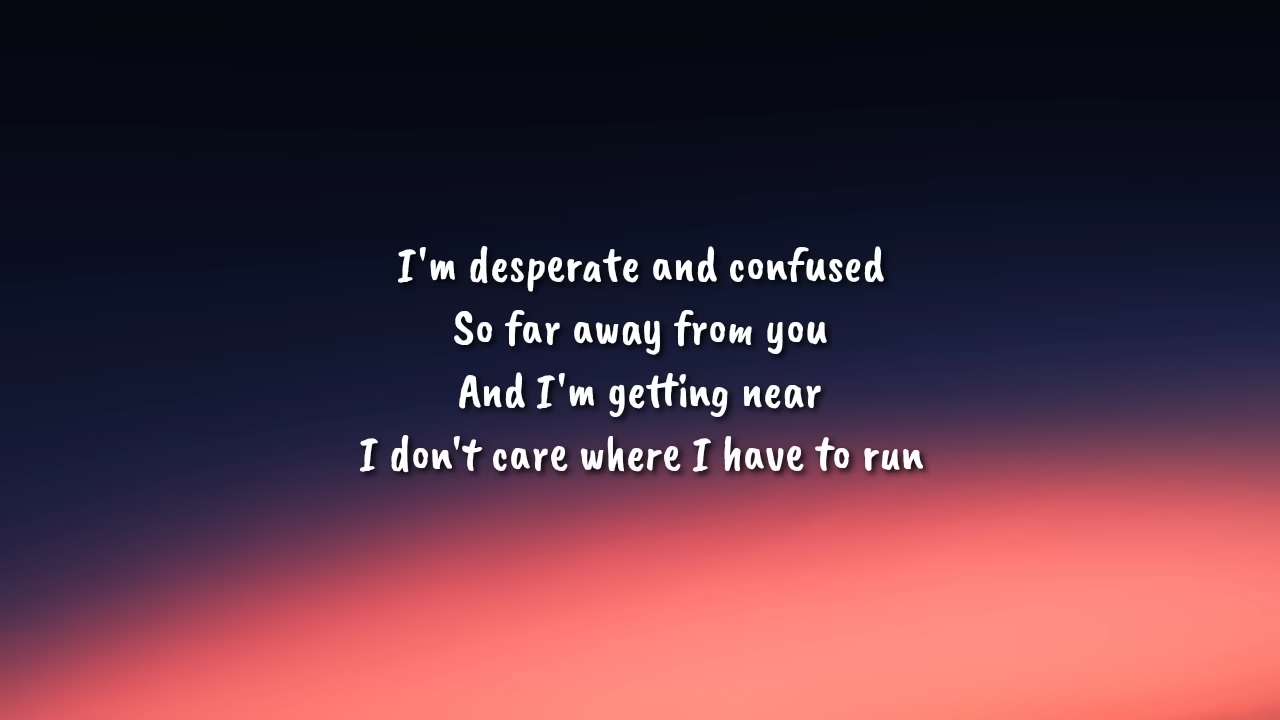 I'm desperate and confused
So far away from you
And I'm getting near
I don't care where I have to run